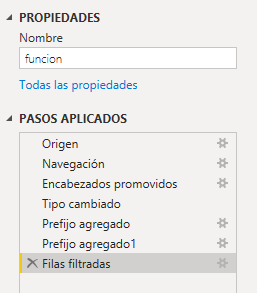 PROPIEDADES
Nombre
funcion
Todas las propiedades
PASOS APLICADOS
Origen
Navegación
Encabezados promovidos
Tipo cambiado
Prefijo agregado
Prefijo agregado1
Filas filtradas